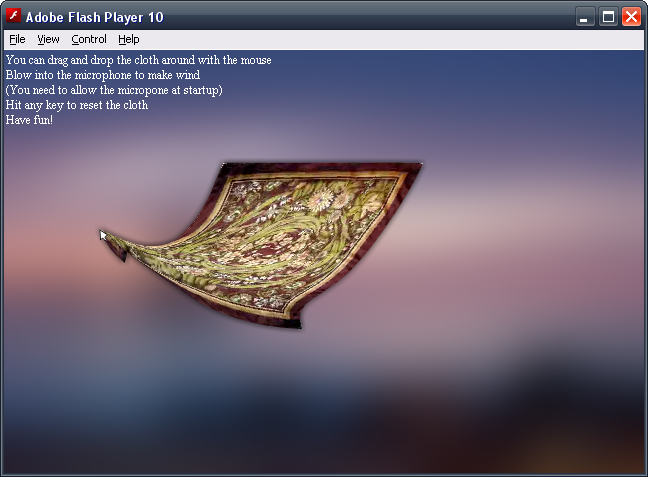 Adobe Flash Player 10
File View Control Help
You can drag and drop the cloth around with the mouse
Blow into the microphone to make wind
(You need to allow the micropone at startup)
Hit any key to reset the cloth
Have fun!